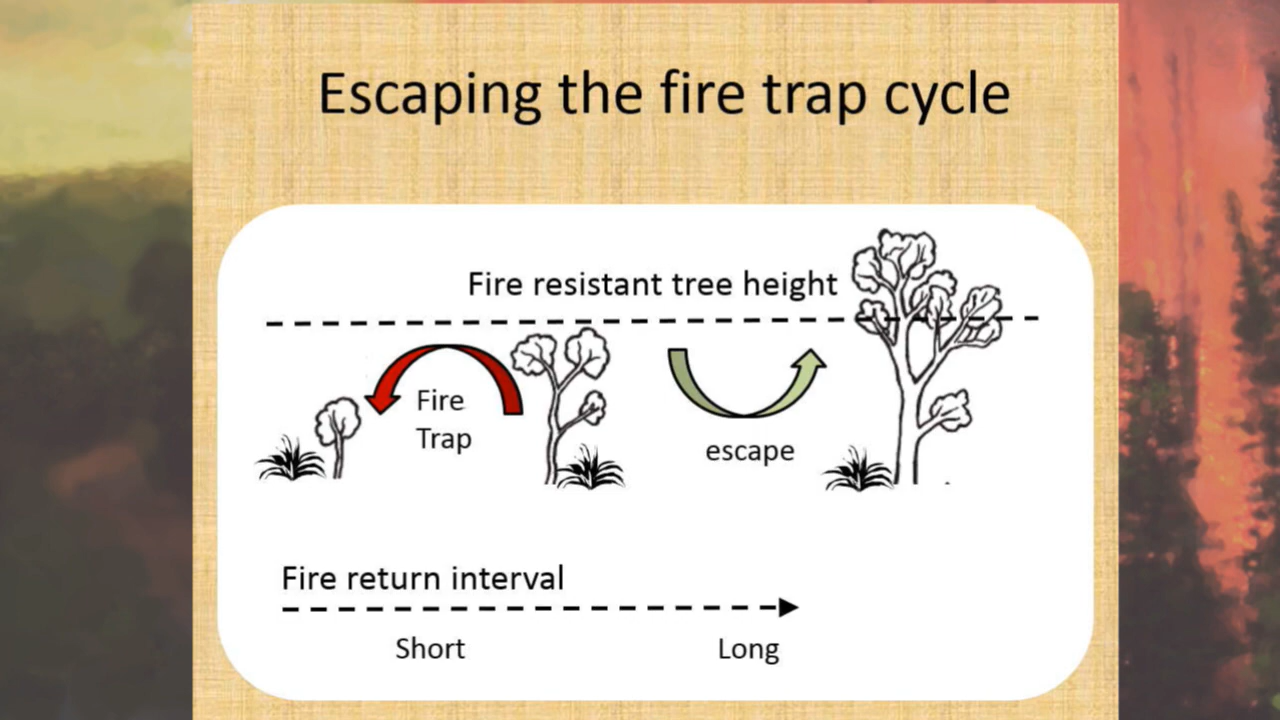 Escaping the fire trap cycle
Fire resistant tree height
Fire
Trap
escape
Fire return interval
Short
Long